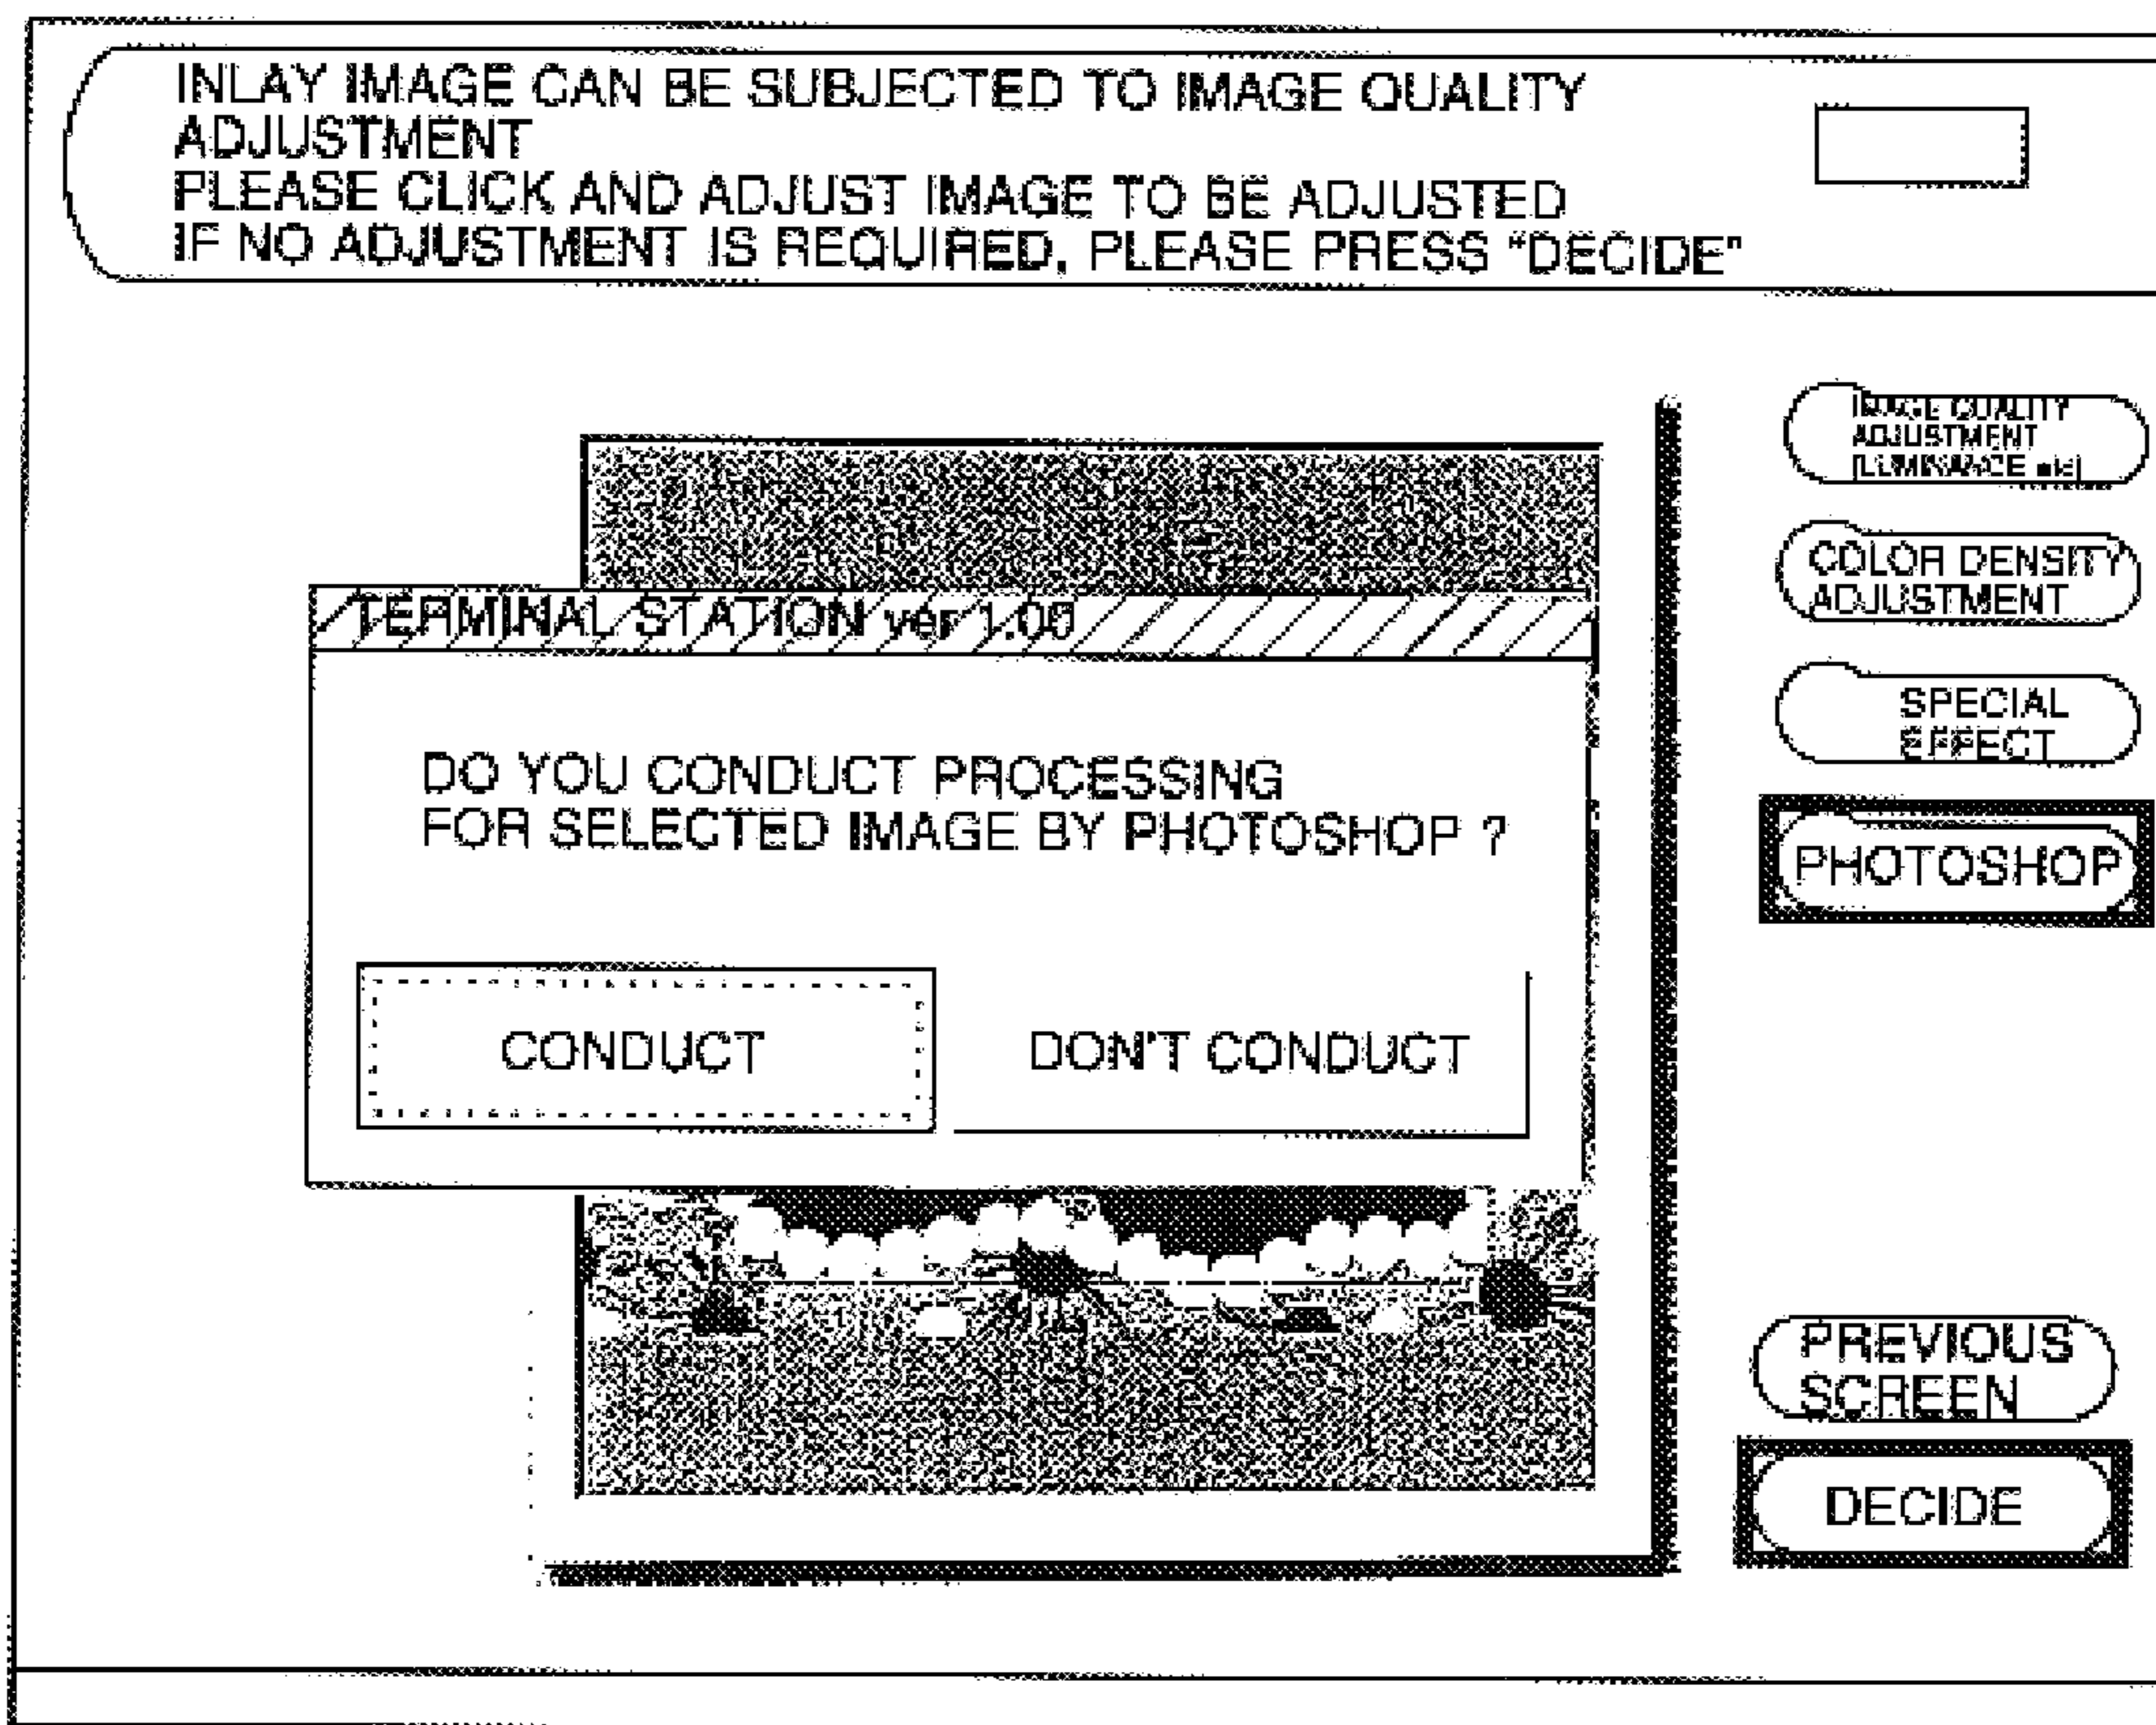 INLAY IMAGE CAN BE SUBJECTED TO IMAGE QUALITY
ADJUSTMENT
PLEASE CLICK AND ADJUST IMAGE TO BE ADJUSTED
IF NO ADJUSTMENT IS REQUIRED, PLEASE PRESS "DECIDE"
IMAGE QUALITY
ADJUSTMENT
[LUMINANCE etc]
COLOR DENSITY
ADJUSTMENT
SPECIAL
EFFECT
PHOTOSHOP
TERMINAL STATION ver 1.00
DO YOU CONDUCT PROCESSING
FOR SELECTED IMAGE BY PHOTOSHOP ?
CONDUCT
DON'T CONDUCT
PREVIOUS
SCREEN
DECIDE